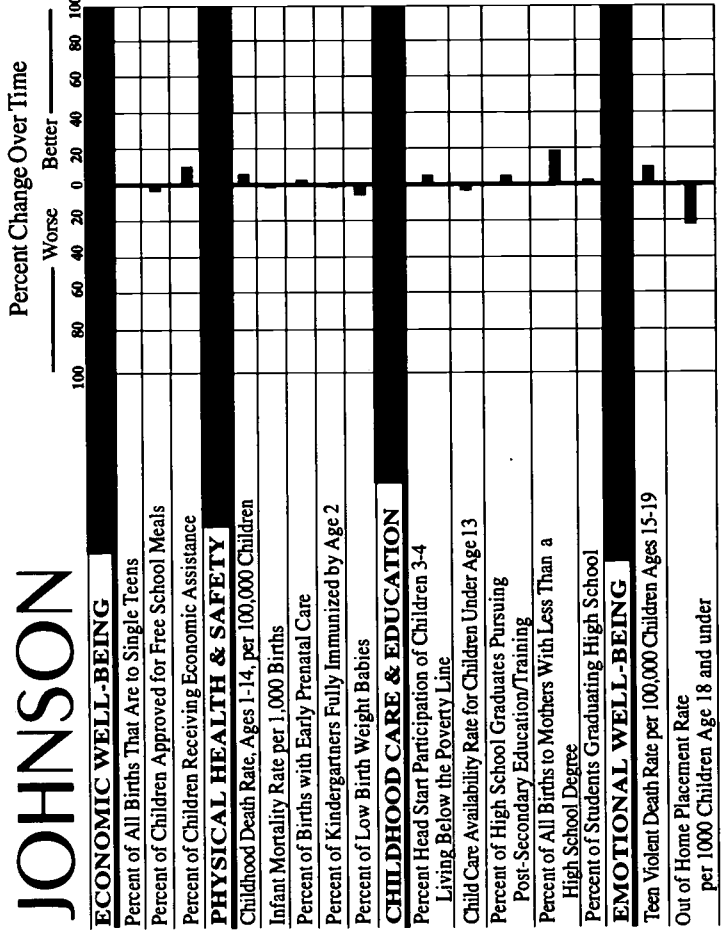 JOHNSON
Percent Change Over Time
Worse Better
100 80 60 40 20 0 20 40 60 80 100
ECONOMIC WELL-BEING
Percent of All Births That Are to Single Teens
Percent of Children Approved for Free School Meals
Percent of Children Receiving Economic Assistance
PHYSICAL HEALTH & SAFETY
Childhood Death Rate, Ages 1-14, per 100,000 Children
Infant Mortality Rate per 1,000 Births
Percent of Births with Early Prenatal Care
Percent of Kindergartners Fully Immunized by Age 2
Percent of Low Birth Weight Babies
CHILDHOOD CARE & EDUCATION
Percent Head Start Participation of Children 3-4
Living Below the Poverty Line
Child Care Availability Rate for Children Under Age 13
Percent of High School Graduates Pursuing
Post-Secondary Education/Training
Percent of All Births to Mothers With Less Than a
High School Degree
Percent of Students Graduating High School
EMOTIONAL WELL-BEING
Teen Violent Death Rate per 100,000 Children Ages 15-19
Out of Home Placement Rate
per 1000 Children Age 18 and under